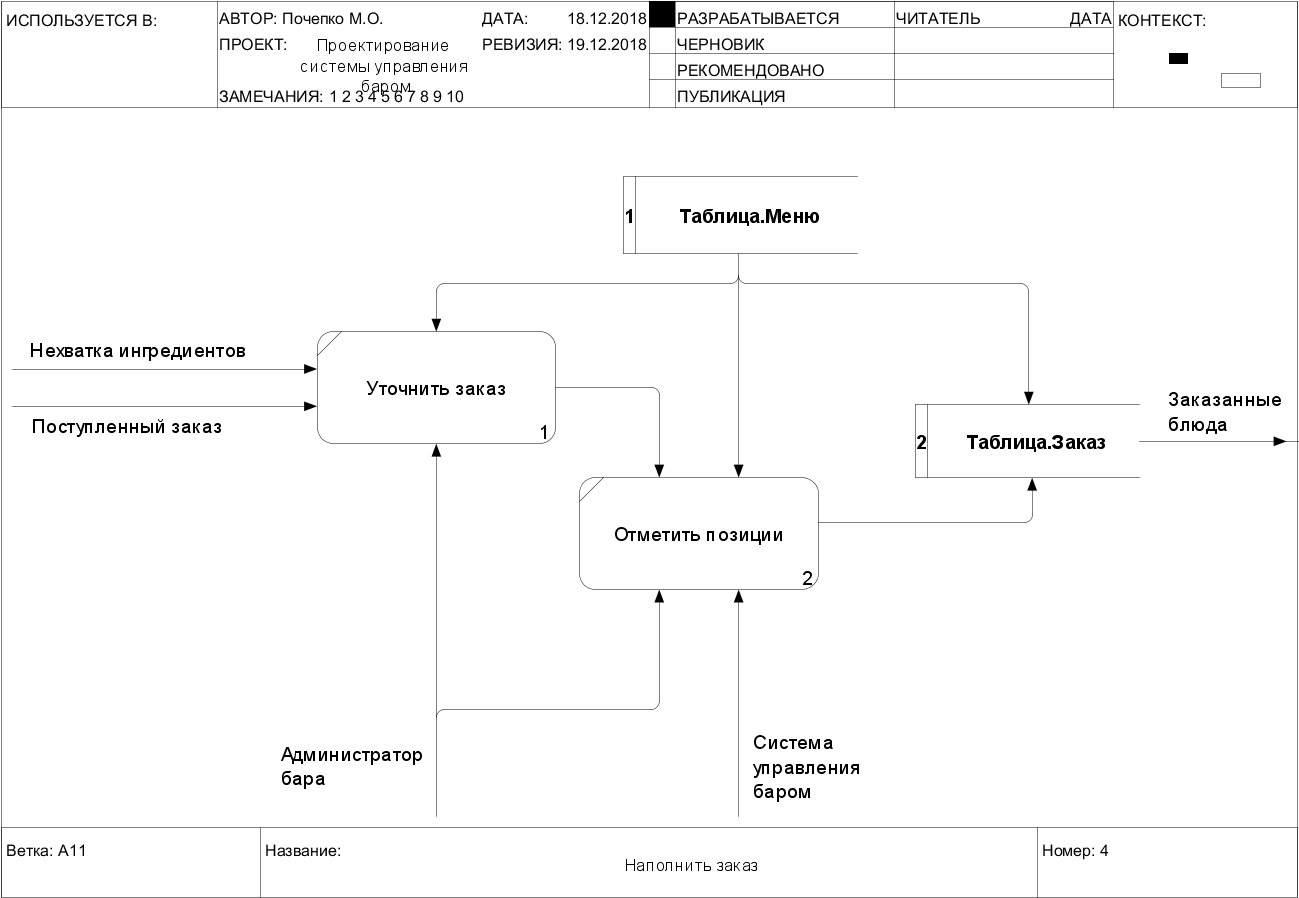 ИСПОЛЬЗУЕТСЯ В:
АВТОР: Почепко М.О.
ДАТА: 18.12.2018
ПРОЕКТ: Проектирование
системы управления
баром
РЕВИЗИЯ: 19.12.2018
ЗАМЕЧАНИЯ: 1 2 3 4 5 6 7 8 9 10
РАЗРАБАТЫВАЕТСЯ
ЧЕРНОВИК
РЕКОМЕНДОВАНО
ПУБЛИКАЦИЯ
ЧИТАТЕЛЬ ДАТА
КОНТЕКСТ:
1 Таблица.Меню
Нехватка ингредиентов
Поступленный заказ
Уточнить заказ
1
2 Таблица.Заказ
Заказанные
блюда
Отметить позиции
2
Администратор
бара
Система
управления
баром
Ветка: A11
Название:
Наполнить заказ
Номер: 4